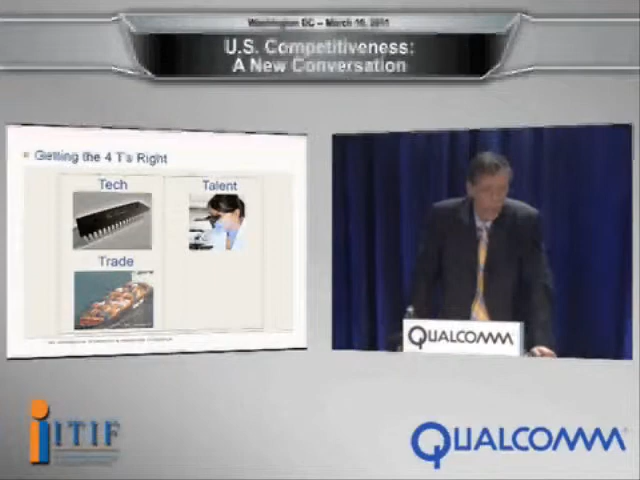 Washington DC – March 16, 2011
U.S. Competitiveness:
A New Conversation
Getting the 4 T's Right
Tech
Talent
Trade
QUALCOMM
ITIF
QUALCOMM